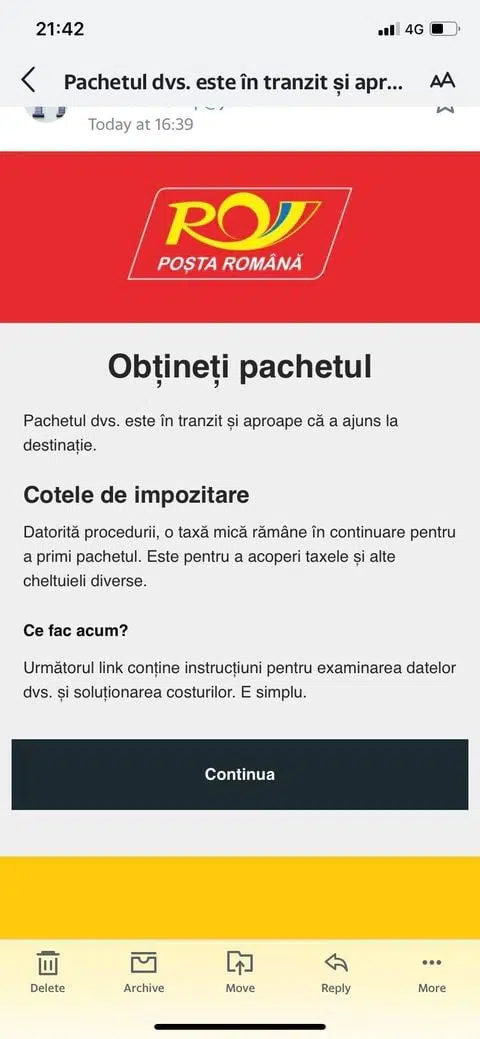 21:42
4G
Pachetul dvs. este în tranzit și apr...
AA
Today at 16:39
POȘTA ROMÂNĂ
Obțineți pachetul
Pachetul dvs. este în tranzit și aproape că a ajuns la
destinație.
Cotele de impozitare
Datorită procedurii, o taxă mică rămâne în continuare pentru
a primi pachetul. Este pentru a acoperi taxele și alte
cheltuieli diverse.
Ce fac acum?
Următorul link conține instrucțiuni pentru examinarea datelor
dvs. și soluționarea costurilor. E simplu.
Continua
Delete
Archive
Move
Reply
More